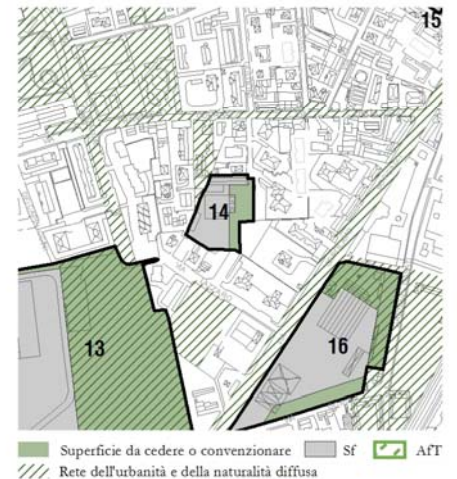 15
14
13
16
Superficie da cedere o convenzionare Sf AfT
Rete dell'urbanità e della naturalità diffusa